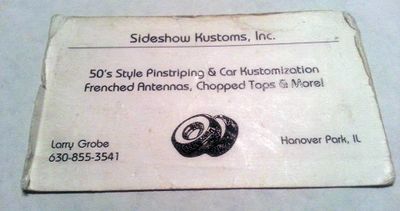 Sideshow Kustoms, Inc.
50's Style Pinstriping & Car Kustomization
Frenched Antennas, Chopped Tops & More!
Larry Grobe
Hanover Park, IL
630-855-3541